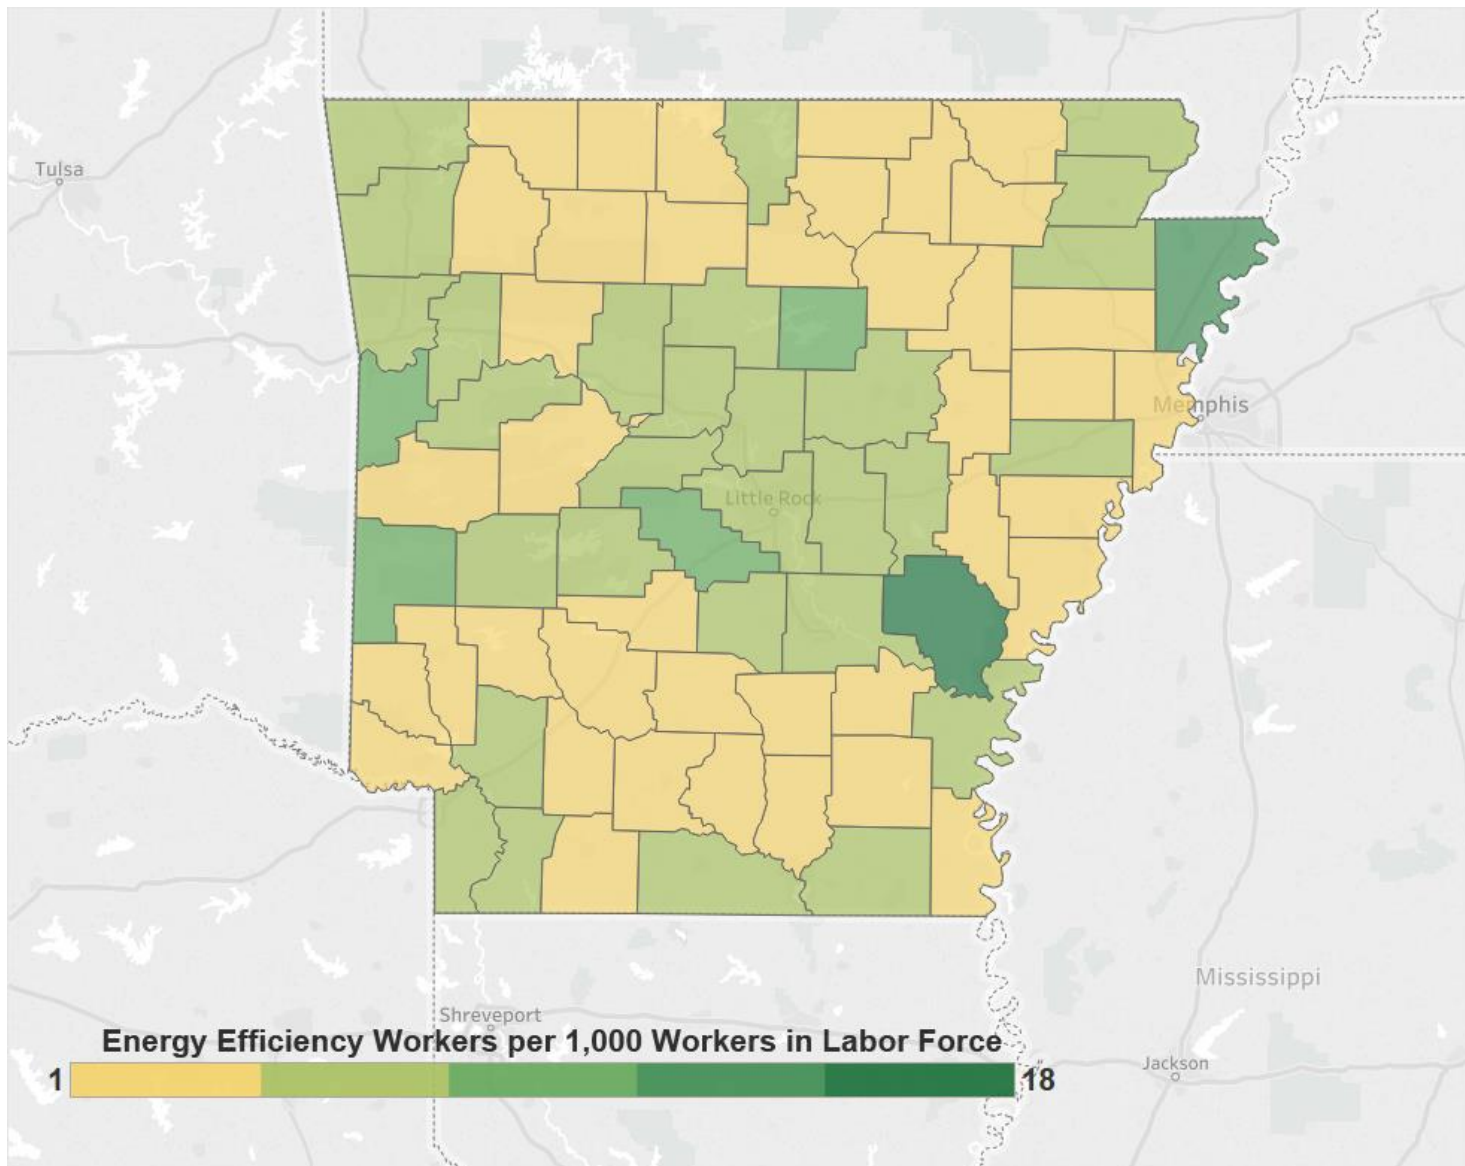 Tulsa
Memphis
Little Rock
Mississippi
Shreveport
Energy Efficiency Workers per 1,000 Workers in Labor Force
Jackson
1
18